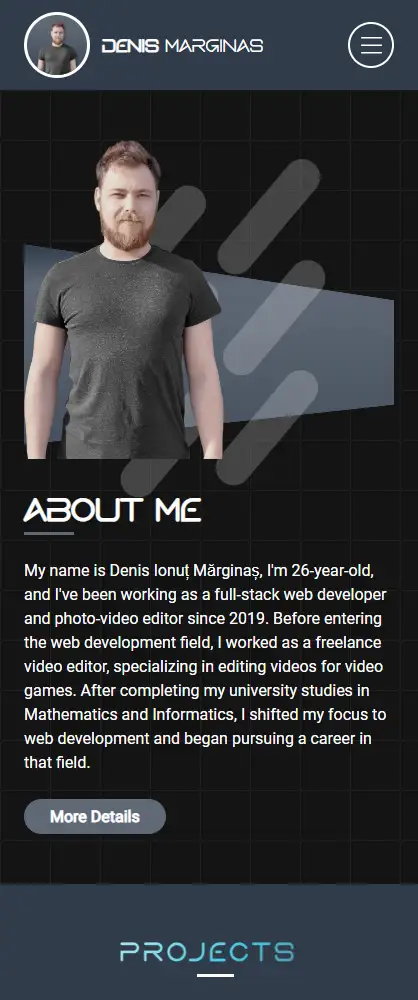 DENIS MARGINAS
ABOUT ME
My name is Denis Ionuț Mărginaș, I'm 26-year-old,
and I've been working as a full-stack web developer
and photo-video editor since 2019. Before entering
the web development field, I worked as a freelance
video editor, specializing in editing videos for video
games. After completing my university studies in
Mathematics and Informatics, I shifted my focus to
web development and began pursuing a career in
that field.
More Details
PROJECTS